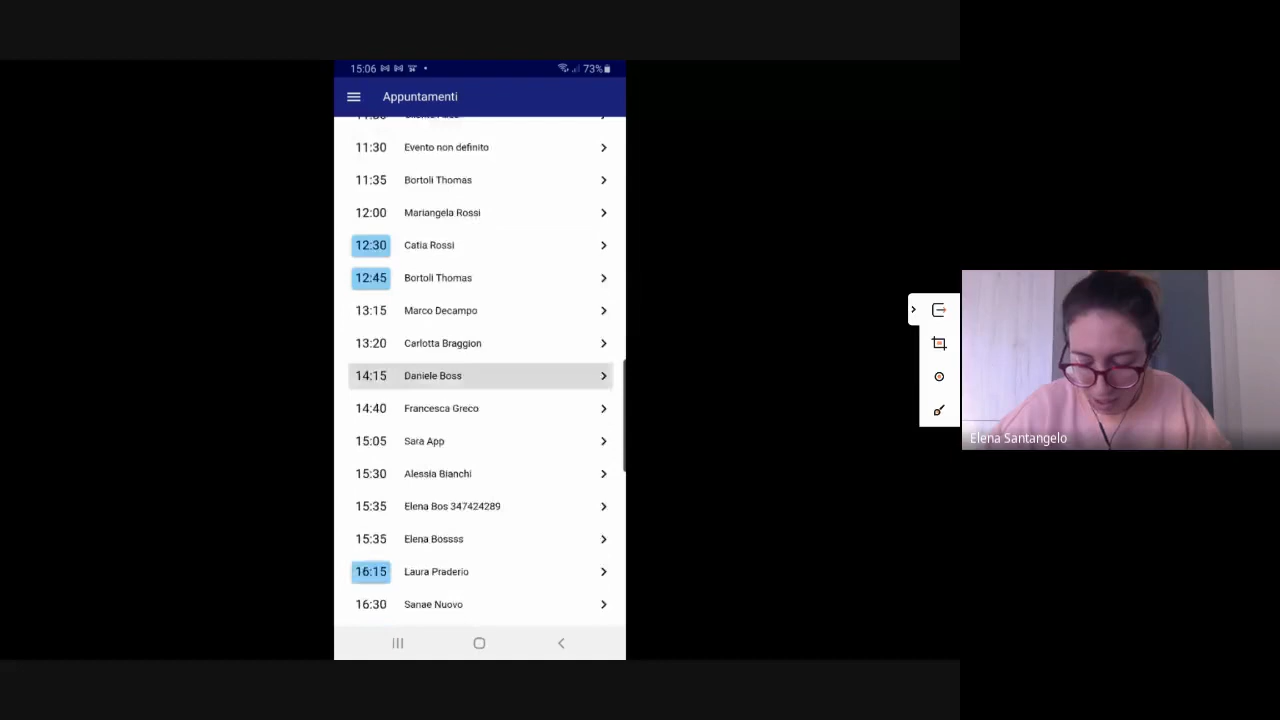 15:06 73%
Appuntamenti
11:30 Evento non definito
11:35 Bortoli Thomas
12:00 Mariangela Rossi
12:30 Catia Rossi
12:45 Bortoli Thomas
13:15 Marco Decampo
13:20 Carlotta Braggion
14:15 Daniele Boss
14:40 Francesca Greco
15:05 Sara App
15:30 Alessia Bianchi
15:35 Elena Bos 347424289
15:35 Elena Bossss
16:15 Laura Praderio
16:30 Sanae Nuovo
Elena Santangelo